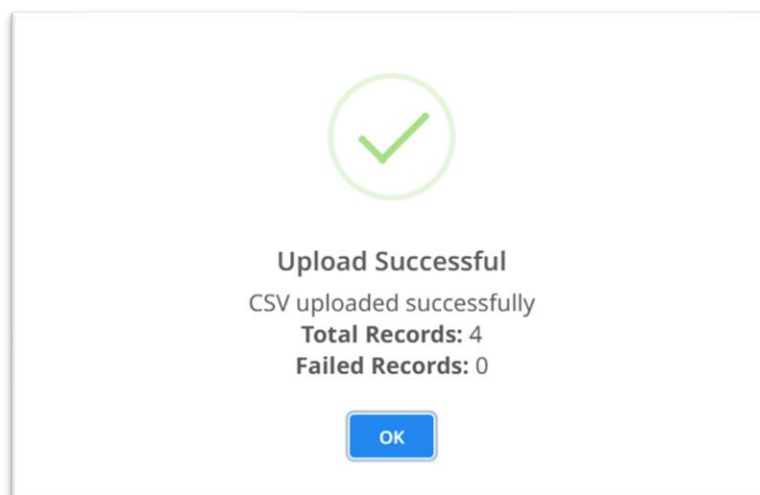 Upload Successful
CSV uploaded successfully
Total Records: 4
Failed Records: 0
OK